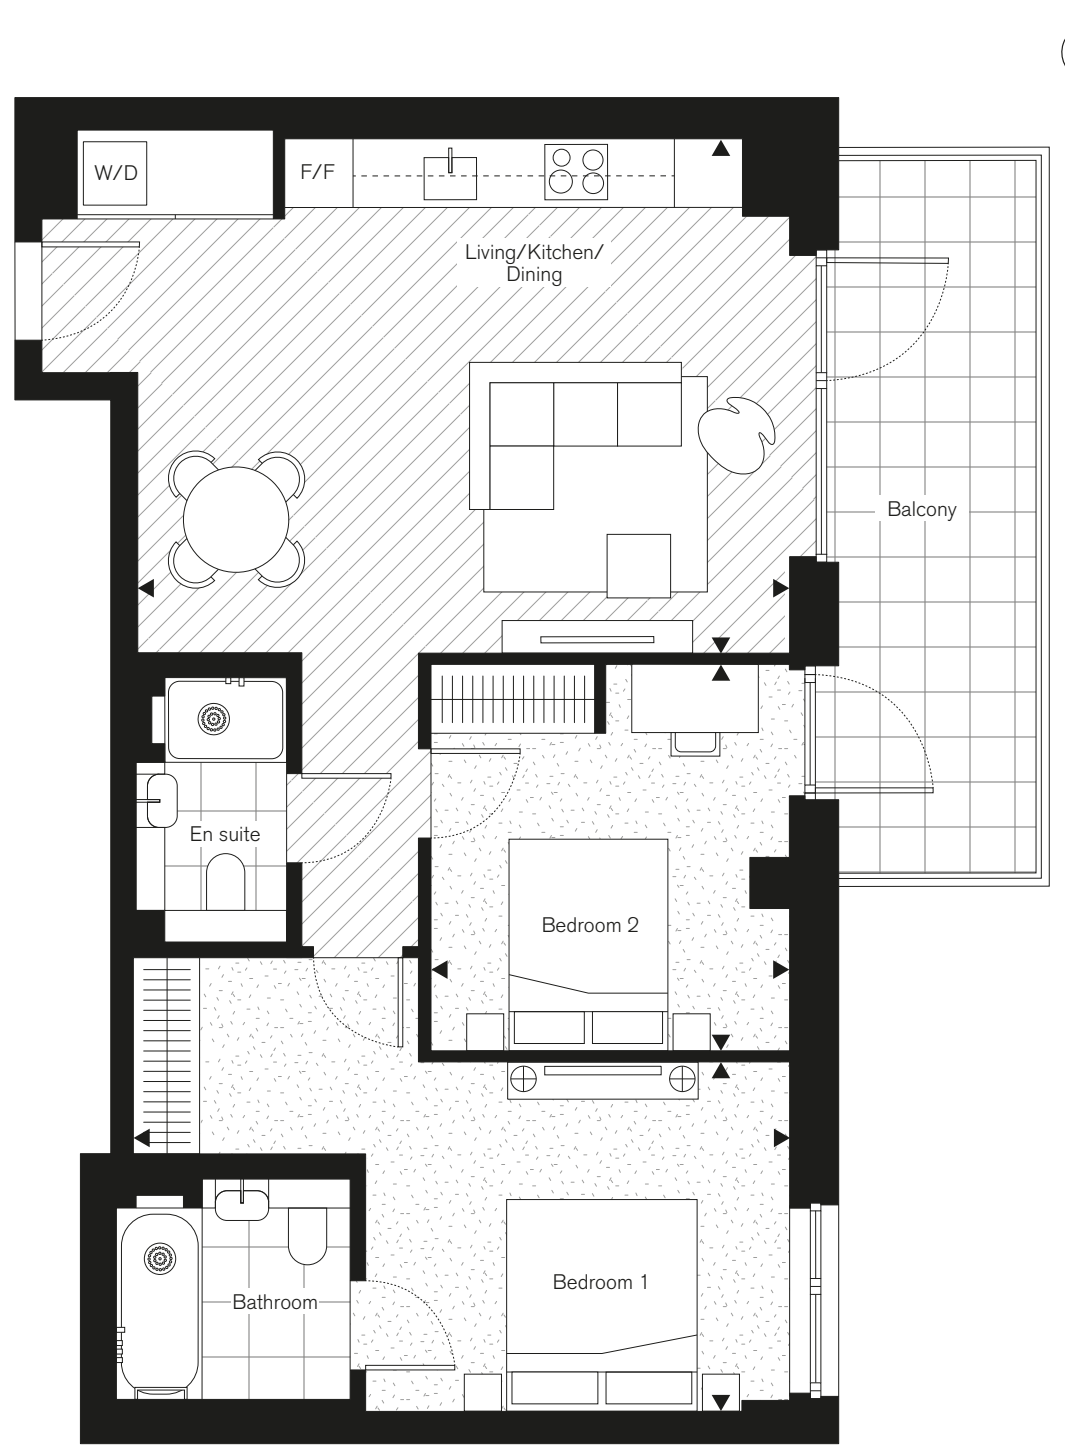 W/D
F/F
Living/Kitchen/
Dining
Balcony
En suite
Bedroom 2
Bedroom 1
Bathroom